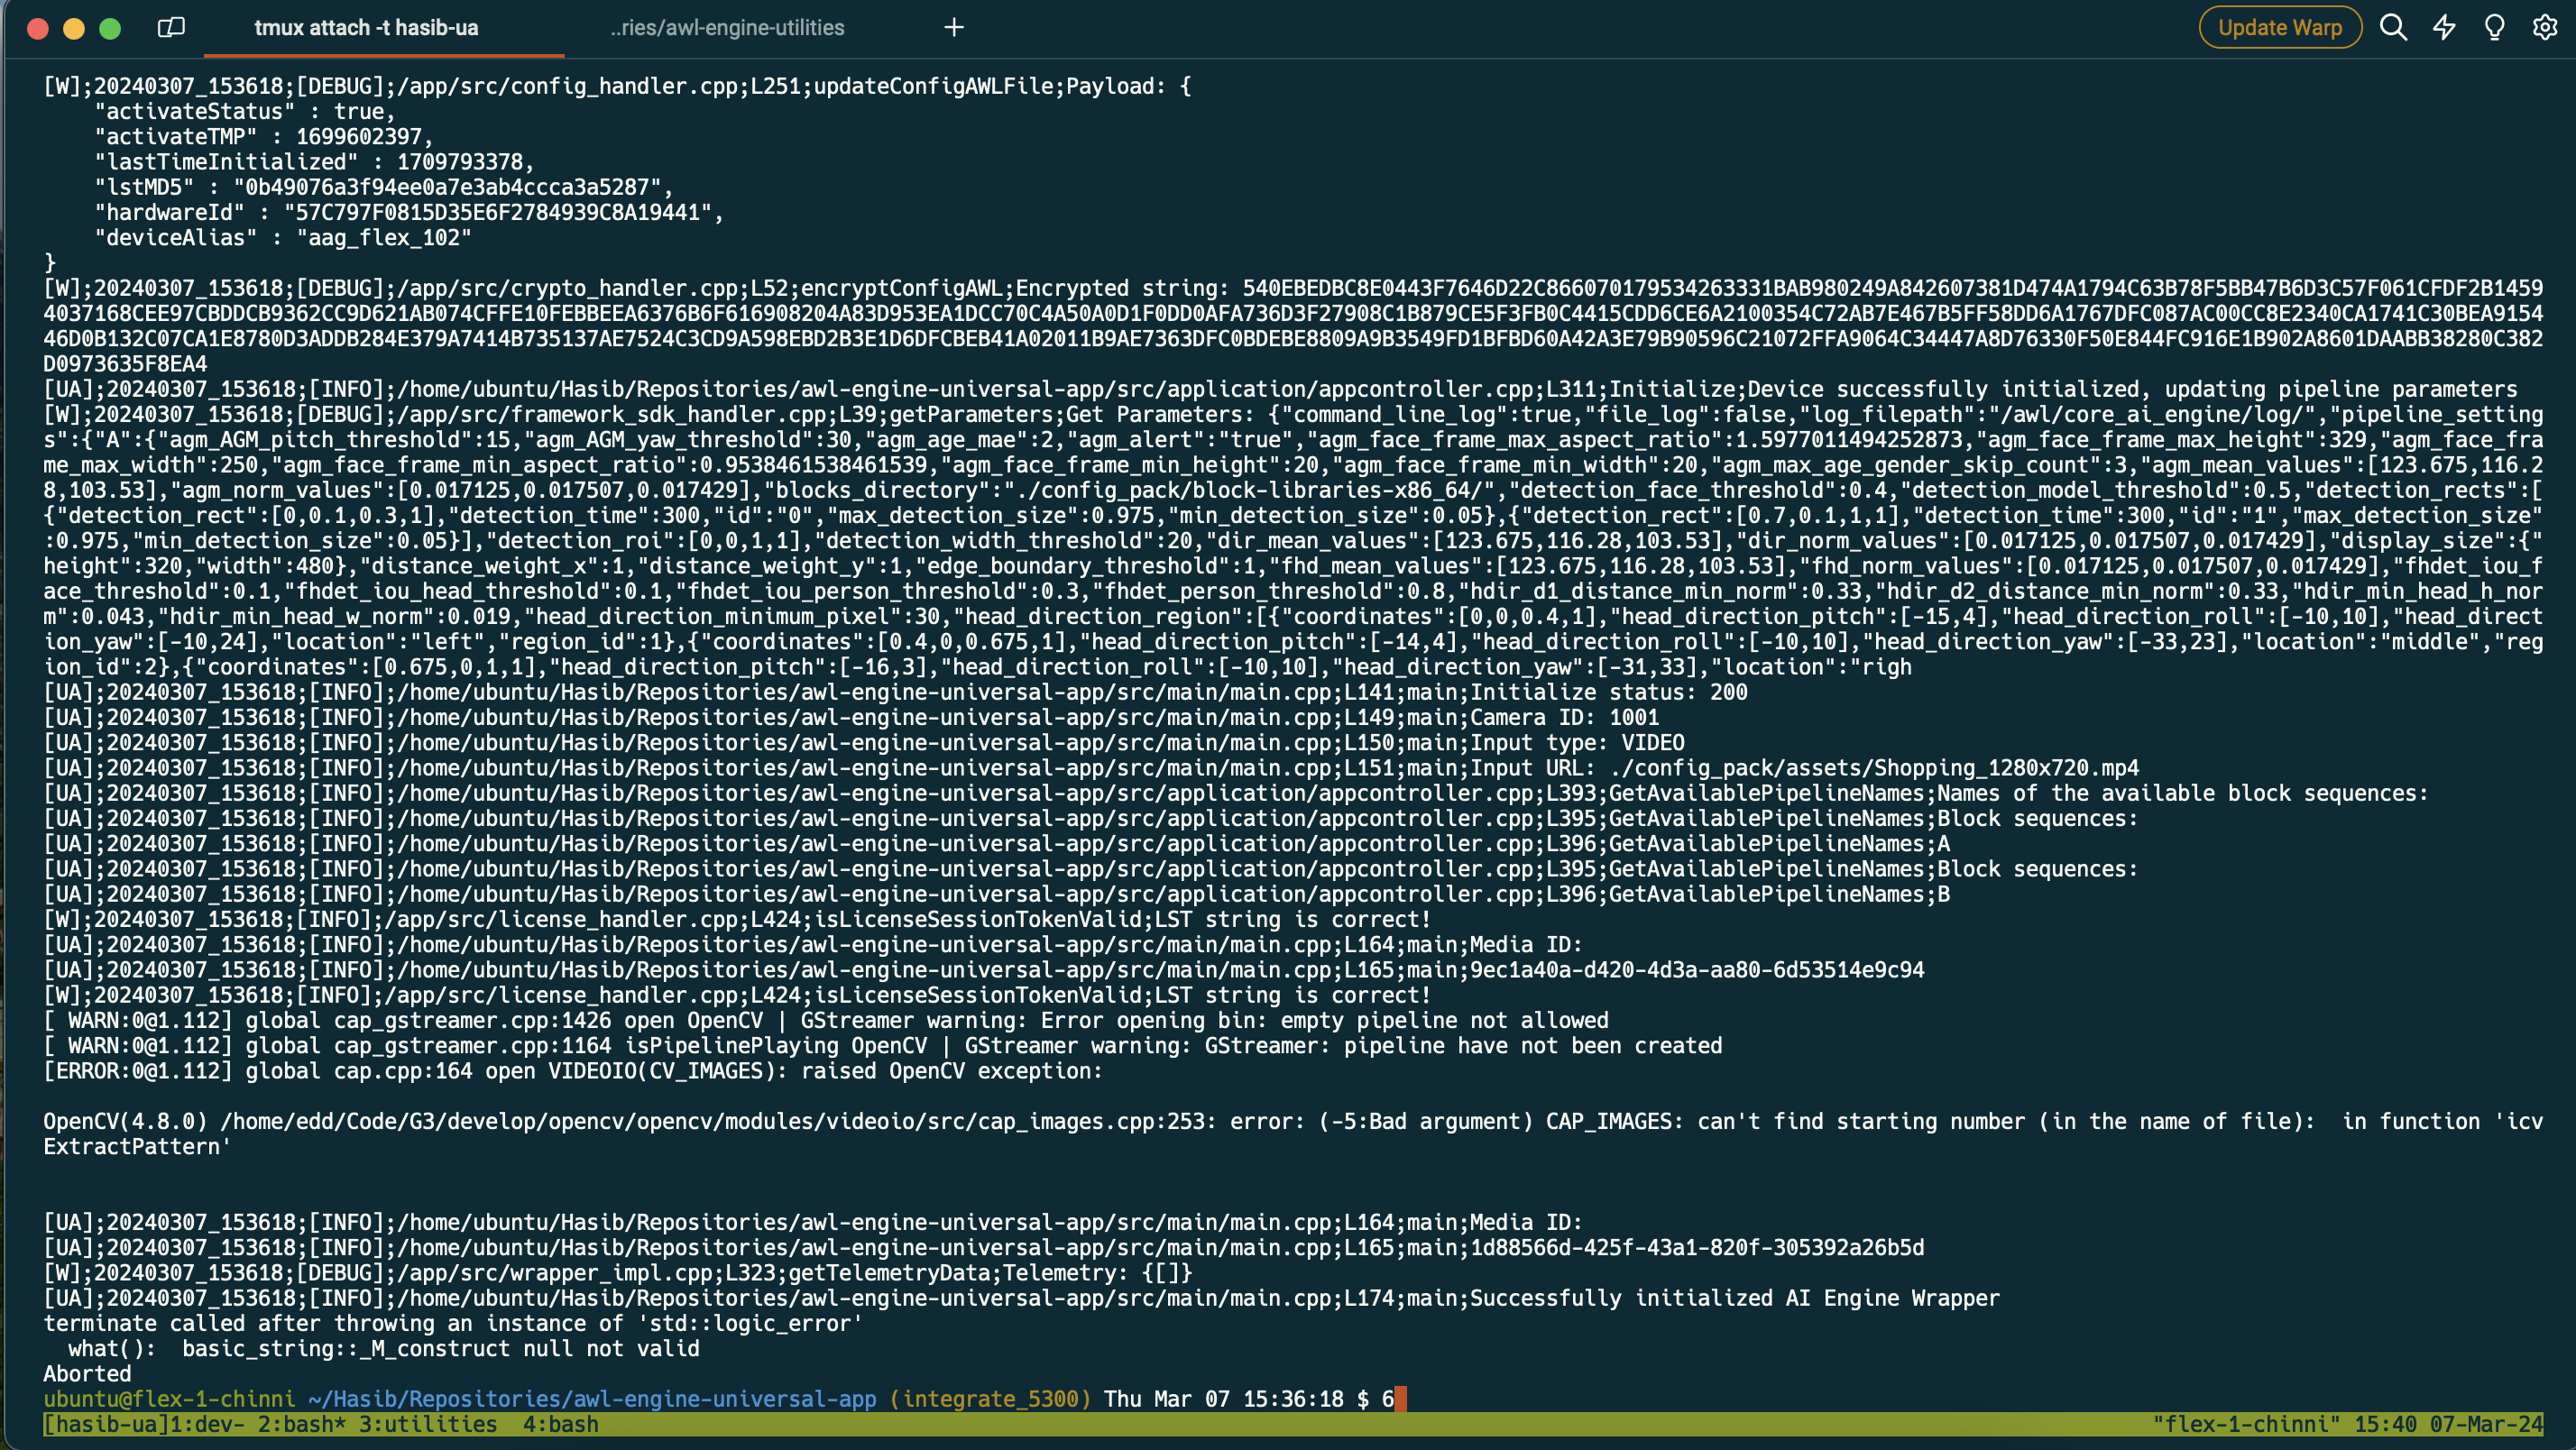 tmux attach -t hasib-ua
..ries/awl-engine-utilities
+
Update Warp
[W];20240307_153618;[DEBUG];/app/src/config_handler.cpp;L251;updateConfigAWLFile;Payload: {
    "activateStatus" : true,
    "activateTMP" : 1699602397,
    "lastTimeInitialized" : 1709793378,
    "lstMD5" : "0b49076a3f94ee0a7e3ab4ccca3a5287",
    "hardwareId" : "57C797F0815D35E6F2784939C8A19441",
    "deviceAlias" : "aag_flex_102"
}
[W];20240307_153618;[DEBUG];/app/src/crypto_handler.cpp;L52;encryptConfigAWL;Encrypted string: 540EBEDBC8E0443F7646D22C866070179534263331BAB980249A842607381D474A1794C63B78F5BB47B6D3C57F061CFDF2B1459
4037168CEE97CBDDCB9362CC9D621AB074CFFE10FEBBEEA6376B6F616908204A83D953EA1DCC70C4A50A0D1F0DD0AFA736D3F27908C1B879CE5F3FB0C4415CDD6CE6A2100354C72AB7E467B5FF58DD6A1767DFC087AC00CC8E2340CA1741C30BEA9154
46D0B132C07CA1E8780D3ADDB284E379A7414B735137AE7524C3CD9A598EBD2B3E1D6DFCBEB41A02011B9AE7363DFC0BDEBE8809A9B3549FD1BFBD60A42A3E79B90596C21072FFA9064C34447A8D76330F50E844FC916E1B902A8601DAABB38280C382
D0973635F8EA4
[UA];20240307_153618;[INFO];/home/ubuntu/Hasib/Repositories/awl-engine-universal-app/src/application/appcontroller.cpp;L311;Initialize;Device successfully initialized, updating pipeline parameters
[W];20240307_153618;[DEBUG];/app/src/framework_sdk_handler.cpp;L39;getParameters;Get Parameters: {"command_line_log":true,"file_log":false,"log_filepath":"/awl/core_ai_engine/log/","pipeline_setting
s":{"A":{"agm_AGM_pitch_threshold":15,"agm_AGM_yaw_threshold":30,"agm_age_mae":2,"agm_alert":"true","agm_face_frame_max_aspect_ratio":1.5977011494252873,"agm_face_frame_max_height":329,"agm_face_fra
me_max_width":250,"agm_face_frame_min_aspect_ratio":0.9538461538461539,"agm_face_frame_min_height":20,"agm_face_frame_min_width":20,"agm_max_age_gender_skip_count":3,"agm_mean_values":[123.675,116.2
8,103.53],"agm_norm_values":[0.017125,0.017507,0.017429],"blocks_directory":"./config_pack/block-libraries-x86_64/","detection_face_threshold":0.4,"detection_model_threshold":0.5,"detection_rects":[
{"detection_rect":[0,0.1,0.3,1],"detection_time":300,"id":"0","max_detection_size":0.975,"min_detection_size":0.05},{"detection_rect":[0.7,0.1,1,1],"detection_time":300,"id":"1","max_detection_size"
:0.975,"min_detection_size":0.05}],"detection_roi":[0,0,1,1],"detection_width_threshold":20,"dir_mean_values":[123.675,116.28,103.53],"dir_norm_values":[0.017125,0.017507,0.017429],"display_size":{"
height":320,"width":480},"distance_weight_x":1,"distance_weight_y":1,"edge_boundary_threshold":1,"fhd_mean_values":[123.675,116.28,103.53],"fhd_norm_values":[0.017125,0.017507,0.017429],"fhdet_iou_f
ace_threshold":0.1,"fhdet_iou_head_threshold":0.1,"fhdet_iou_person_threshold":0.3,"fhdet_person_threshold":0.8,"hdir_d1_distance_min_norm":0.33,"hdir_d2_distance_min_norm":0.33,"hdir_min_head_h_nor
m":0.043,"hdir_min_head_w_norm":0.019,"head_direction_minimum_pixel":30,"head_direction_region":[{"coordinates":[0,0,0.4,1],"head_direction_pitch":[-15,4],"head_direction_roll":[-10,10],"head_direct
ion_yaw":[-10,24],"location":"left","region_id":1},{"coordinates":[0.4,0,0.675,1],"head_direction_pitch":[-14,4],"head_direction_roll":[-10,10],"head_direction_yaw":[-33,23],"location":"middle","reg
ion_id":2},{"coordinates":[0.675,0,1,1],"head_direction_pitch":[-16,3],"head_direction_roll":[-10,10],"head_direction_yaw":[-31,33],"location":"righ
[UA];20240307_153618;[INFO];/home/ubuntu/Hasib/Repositories/awl-engine-universal-app/src/main/main.cpp;L141;main;Initialize status: 200
[UA];20240307_153618;[INFO];/home/ubuntu/Hasib/Repositories/awl-engine-universal-app/src/main/main.cpp;L149;main;Camera ID: 1001
[UA];20240307_153618;[INFO];/home/ubuntu/Hasib/Repositories/awl-engine-universal-app/src/main/main.cpp;L150;main;Input type: VIDEO
[UA];20240307_153618;[INFO];/home/ubuntu/Hasib/Repositories/awl-engine-universal-app/src/main/main.cpp;L151;main;Input URL: ./config_pack/assets/Shopping_1280x720.mp4
[UA];20240307_153618;[INFO];/home/ubuntu/Hasib/Repositories/awl-engine-universal-app/src/application/appcontroller.cpp;L393;GetAvailablePipelineNames;Names of the available block sequences:
[UA];20240307_153618;[INFO];/home/ubuntu/Hasib/Repositories/awl-engine-universal-app/src/application/appcontroller.cpp;L395;GetAvailablePipelineNames;Block sequences:
[UA];20240307_153618;[INFO];/home/ubuntu/Hasib/Repositories/awl-engine-universal-app/src/application/appcontroller.cpp;L396;GetAvailablePipelineNames;A
[UA];20240307_153618;[INFO];/home/ubuntu/Hasib/Repositories/awl-engine-universal-app/src/application/appcontroller.cpp;L395;GetAvailablePipelineNames;Block sequences:
[UA];20240307_153618;[INFO];/home/ubuntu/Hasib/Repositories/awl-engine-universal-app/src/application/appcontroller.cpp;L396;GetAvailablePipelineNames;B
[W];20240307_153618;[INFO];/app/src/license_handler.cpp;L424;isLicenseSessionTokenValid;LST string is correct!
[UA];20240307_153618;[INFO];/home/ubuntu/Hasib/Repositories/awl-engine-universal-app/src/main/main.cpp;L164;main;Media ID:
[UA];20240307_153618;[INFO];/home/ubuntu/Hasib/Repositories/awl-engine-universal-app/src/main/main.cpp;L165;main;9ec1a40a-d420-4d3a-aa80-6d53514e9c94
[W];20240307_153618;[INFO];/app/src/license_handler.cpp;L424;isLicenseSessionTokenValid;LST string is correct!
[ WARN:0@1.112] global cap_gstreamer.cpp:1426 open OpenCV | GStreamer warning: Error opening bin: empty pipeline not allowed
[ WARN:0@1.112] global cap_gstreamer.cpp:1164 isPipelinePlaying OpenCV | GStreamer warning: GStreamer: pipeline have not been created
[ERROR:0@1.112] global cap.cpp:164 open VIDEOIO(CV_IMAGES): raised OpenCV exception:
OpenCV(4.8.0) /home/edd/Code/G3/develop/opencv/opencv/modules/videoio/src/cap_images.cpp:253: error: (-5:Bad argument) CAP_IMAGES: can't find starting number (in the name of file):  in function 'icv
ExtractPattern'
[UA];20240307_153618;[INFO];/home/ubuntu/Hasib/Repositories/awl-engine-universal-app/src/main/main.cpp;L164;main;Media ID:
[UA];20240307_153618;[INFO];/home/ubuntu/Hasib/Repositories/awl-engine-universal-app/src/main/main.cpp;L165;main;1d88566d-425f-43a1-820f-305392a26b5d
[W];20240307_153618;[DEBUG];/app/src/wrapper_impl.cpp;L323;getTelemetryData;Telemetry: {[]}
[UA];20240307_153618;[INFO];/home/ubuntu/Hasib/Repositories/awl-engine-universal-app/src/main/main.cpp;L174;main;Successfully initialized AI Engine Wrapper
terminate called after throwing an instance of 'std::logic_error'
  what():  basic_string::_M_construct null not valid
Aborted
ubuntu@flex-1-chinni ~/Hasib/Repositories/awl-engine-universal-app (integrate_5300) Thu Mar 07 15:36:18 $ 6
[hasib-ua]1:dev- 2:bash* 3:utilities  4:bash "flex-1-chinni" 15:40 07-Mar-24